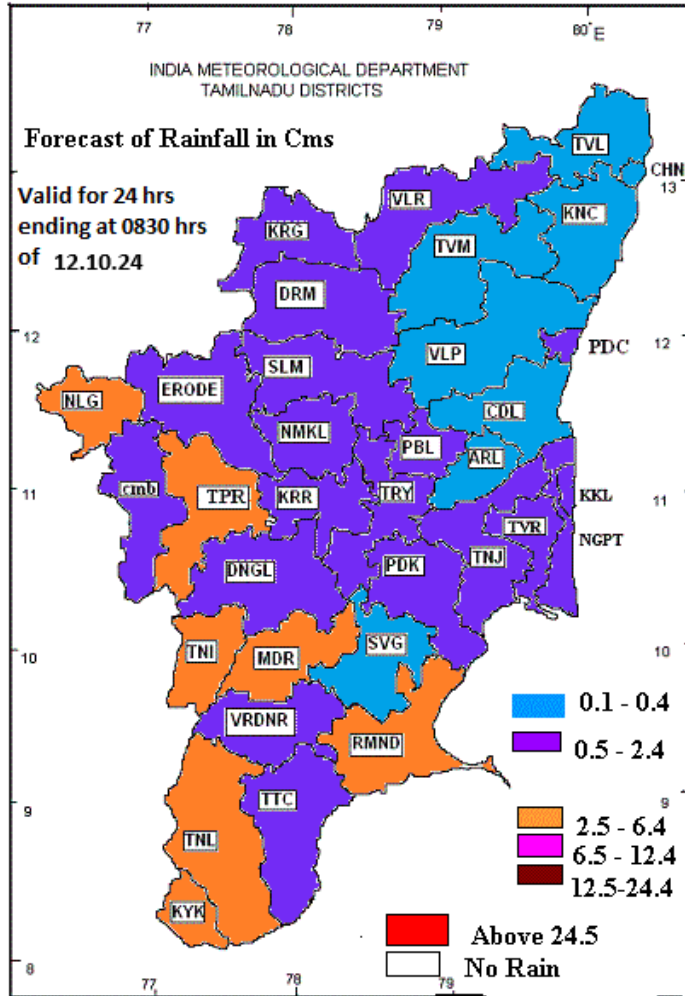 77 78 79 80° E
INDIA METEOROLOGICAL DEPARTMENT
TAMILNADU DISTRICTS
Forecast of Rainfall in Cms
Valid for 24 hrs
ending at 0830 hrs
of 12.10.24
TVL
CHN
13
VLR
KNC
KRG
TVM
DRM
12
12
PDC
VLP
SLM
ERODE
NLG
CDL
NMKL
PBL
ARL
11
cmb
TPR
KRR
TRY
KKL
11
TVR
NGPT
DNGL
PDK
TNJ
10
TNI
MDR
SVG
10
0.1 - 0.4
VRDNR
RMND
0.5 - 2.4
9
TTC
9
2.5 - 6.4
TNL
6.5 - 12.4
12.5-24.4
KYK
Above 24.5
8
No Rain
77 78 79